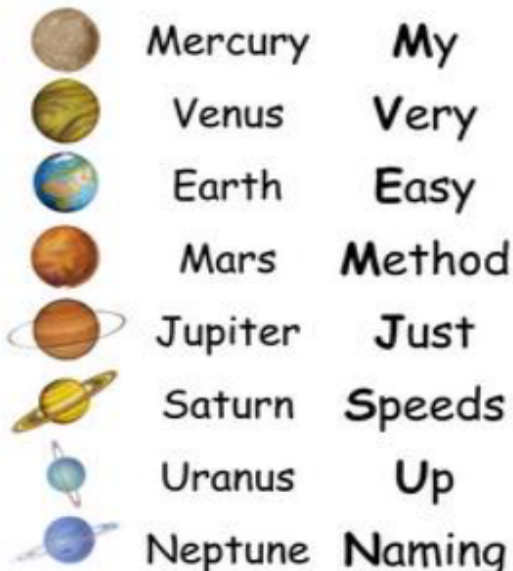 Mercury My
Venus Very
Earth Easy
Mars Method
Jupiter Just
Saturn Speeds
Uranus Up
Neptune Naming